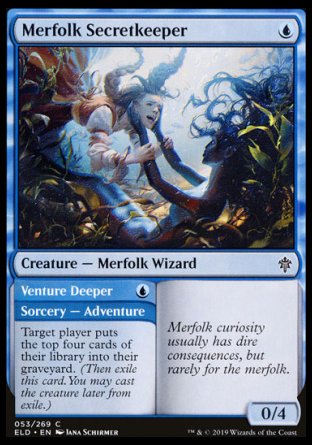 Merfolk Secretkeeper
Creature — Merfolk Wizard
Venture Deeper
Sorcery — Adventure
Target player puts
the top four cards of
their library into their
graveyard. (Then exile
this card. You may cast
the creature later
from exile.)
Merfolk curiosity
usually has dire
consequences, but
rarely for the merfolk.
0/4
053/269 C
ELD • EN Jana Schirmer
™ & © 2019 Wizards of the Coast